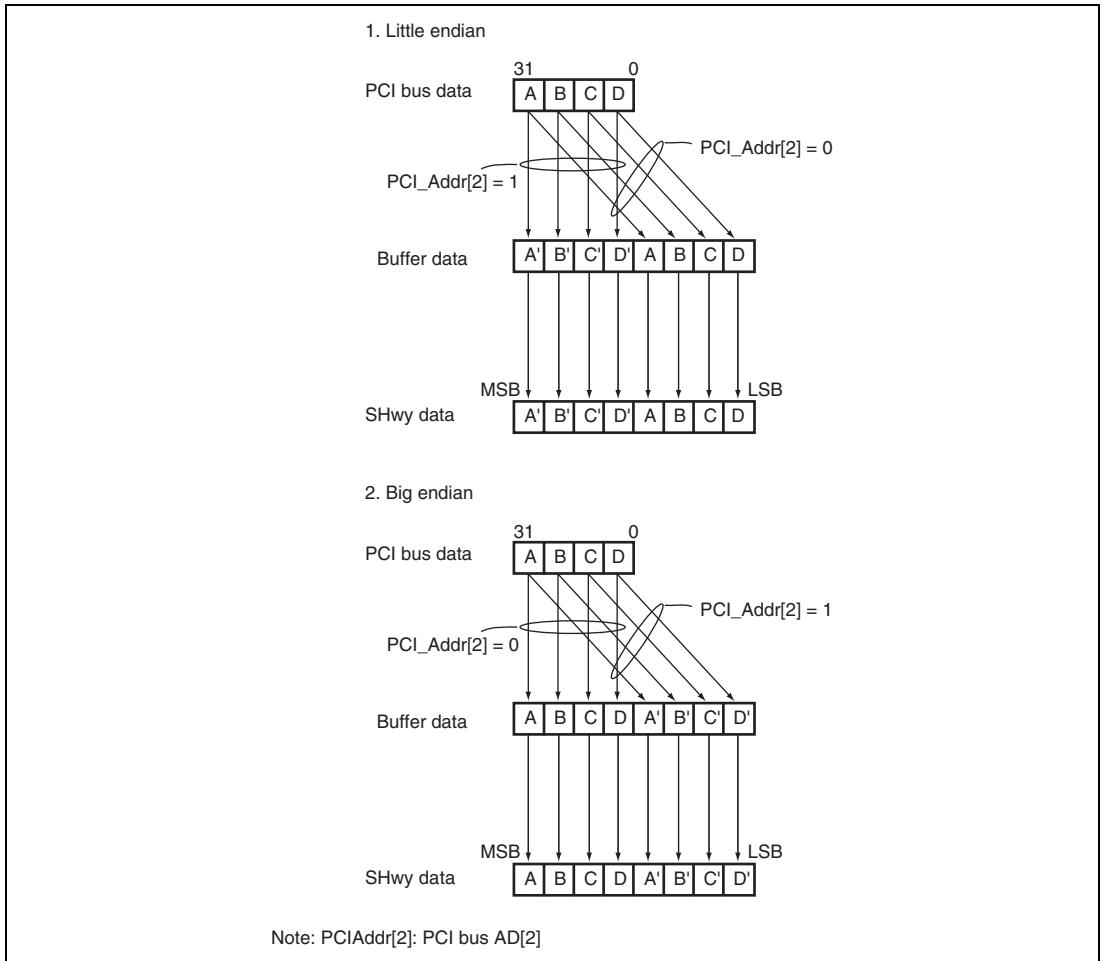 1. Little endian
31 0
PCI bus data A B C D
PCI_Addr[2] = 0
PCI_Addr[2] = 1
Buffer data A' B' C' D' A B C D
MSB LSB
SHwy data A' B' C' D' A B C D
2. Big endian
31 0
PCI bus data A B C D
PCI_Addr[2] = 1
PCI_Addr[2] = 0
Buffer data A B C D A' B' C' D'
MSB LSB
SHwy data A B C D A' B' C' D'
Note: PCIAddr[2]: PCI bus AD[2]